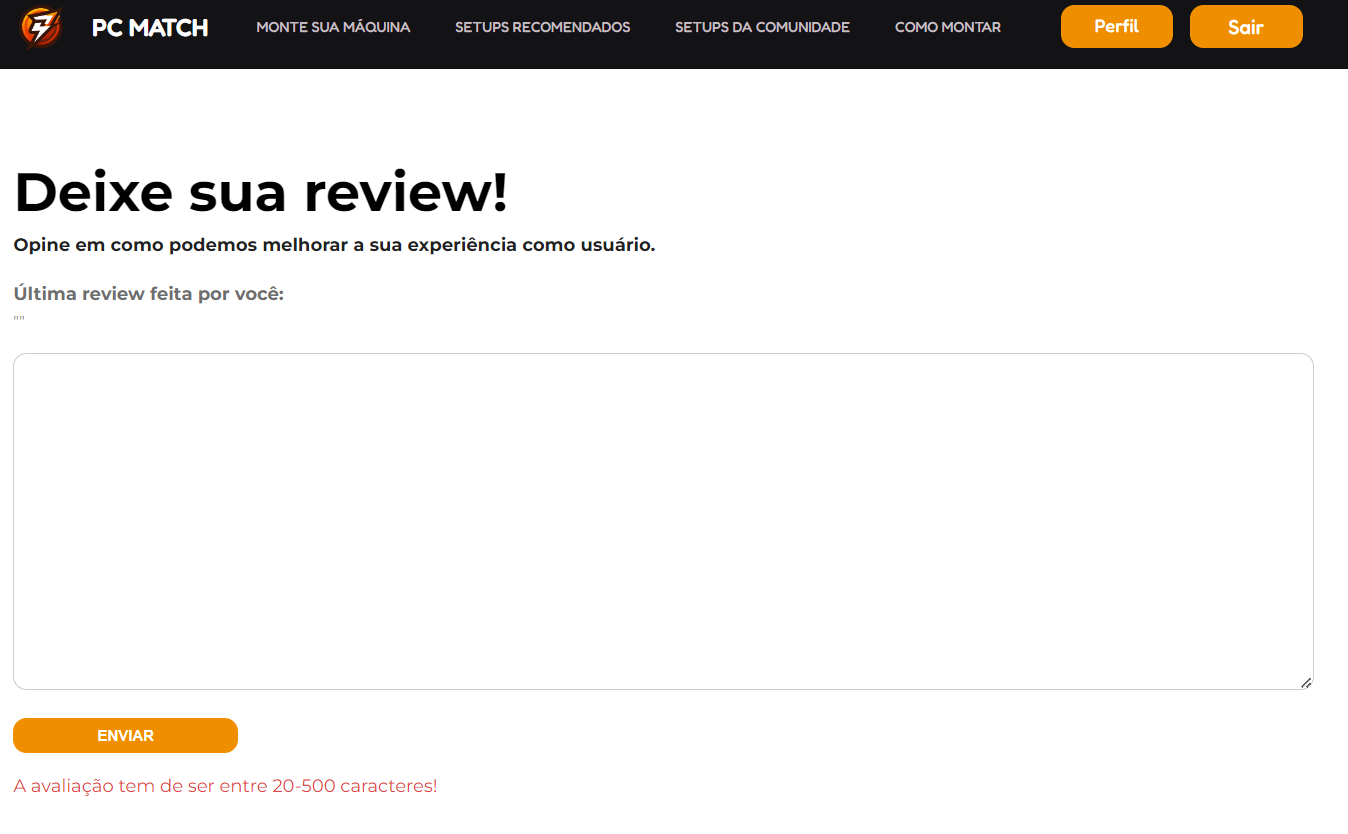 PC MATCH
MONTE SUA MÁQUINA
SETUPS RECOMENDADOS
SETUPS DA COMUNIDADE
COMO MONTAR
Perfil
Sair
Deixe sua review!
Opine em como podemos melhorar a sua experiência como usuário.
Última review feita por você:
""
ENVIAR
A avaliação tem de ser entre 20-500 caracteres!